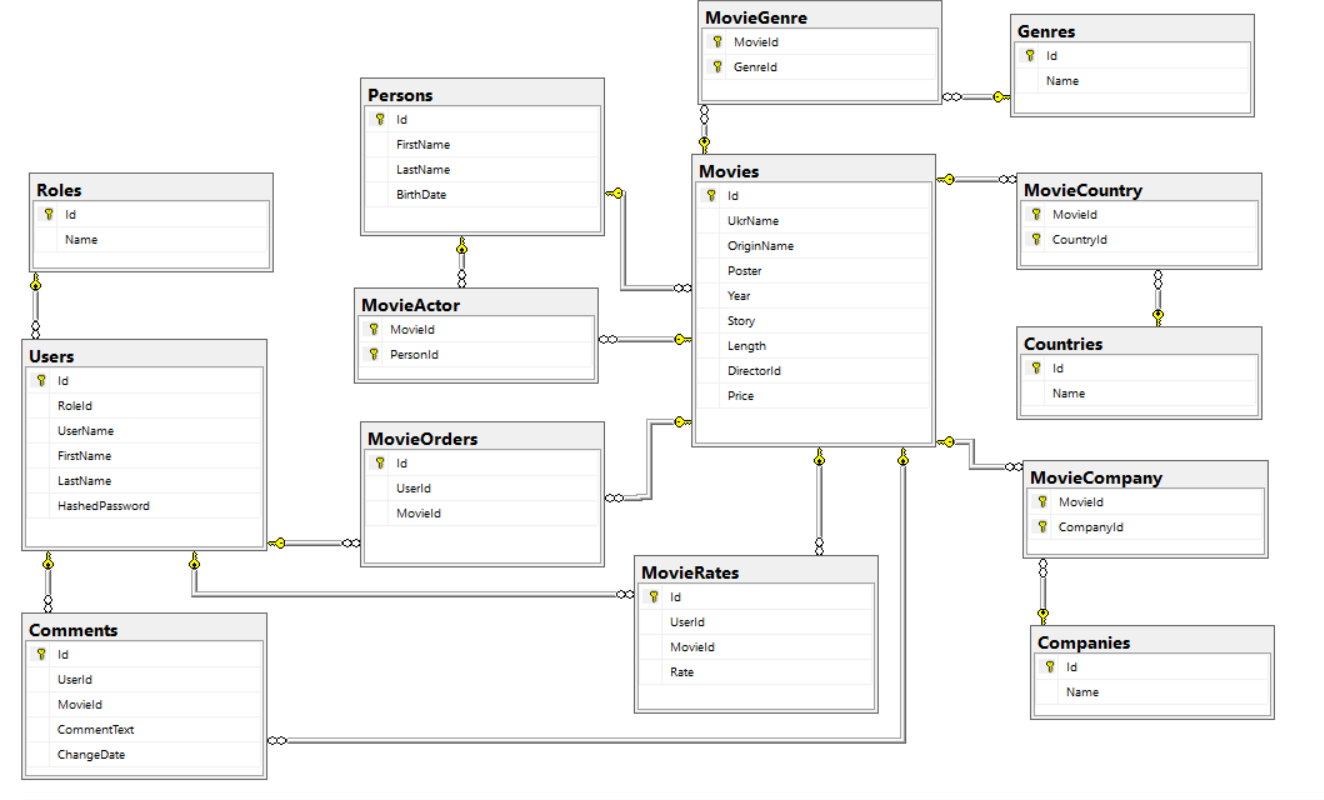 MovieGenre
MovieId
GenreId
Genres
Id
Name
Persons
Id
FirstName
LastName
BirthDate
Movies
Id
UkrName
OriginName
Poster
Year
Story
Length
DirectorId
Price
Roles
Id
Name
MovieCountry
MovieId
CountryId
MovieActor
MovieId
PersonId
Countries
Id
Name
Users
Id
RoleId
UserName
FirstName
LastName
HashedPassword
MovieOrders
Id
UserId
MovieId
MovieCompany
MovieId
CompanyId
MovieRates
Id
UserId
MovieId
Rate
Comments
Id
UserId
MovieId
CommentText
ChangeDate
Companies
Id
Name